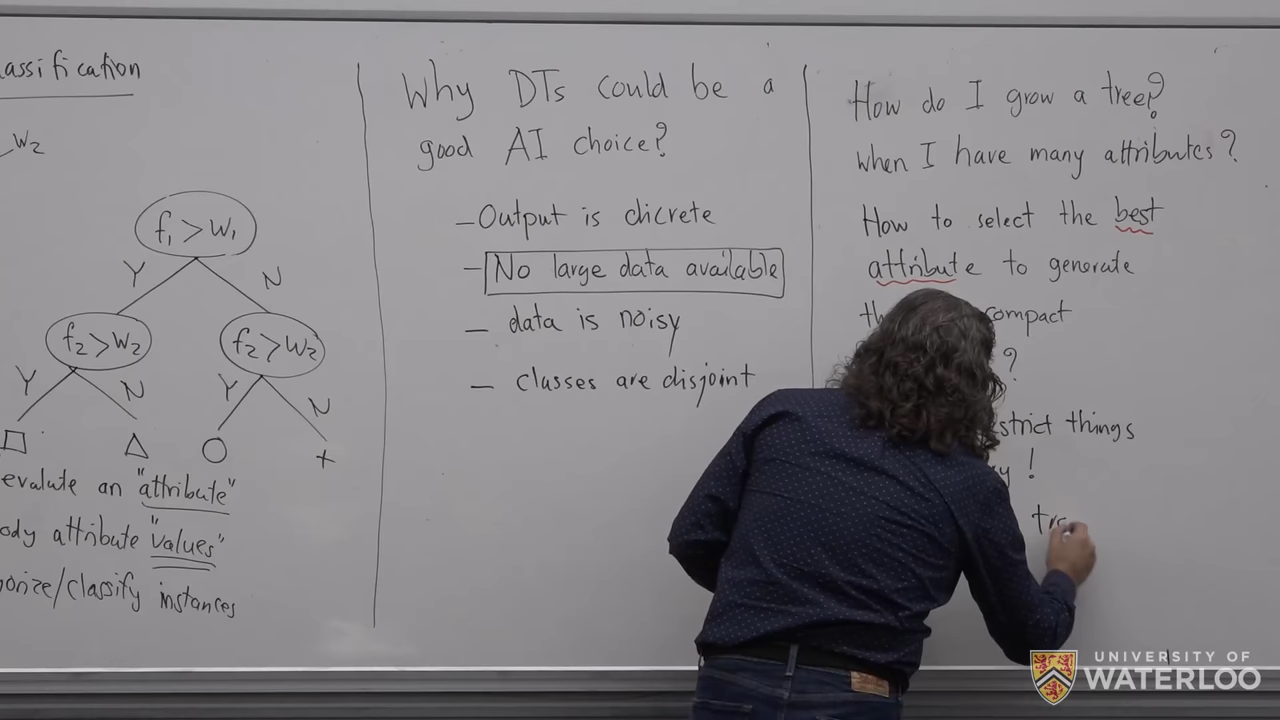 assification
W2
f1>W1
Y N
f2>W2 f2>W2
Y N Y N
evaluate an "attribute"
ody attribute "values"
orize/classify instances
Why DTs could be a
good AI choice?
- Output is dicrete
- No large data available
- data is noisy
- classes are disjoint
How do I grow a tree?
when I have many attributes?
How to select the best
attribute to generate
compact
?
strict things
!
UNIVERSITY OF
WATERLOO